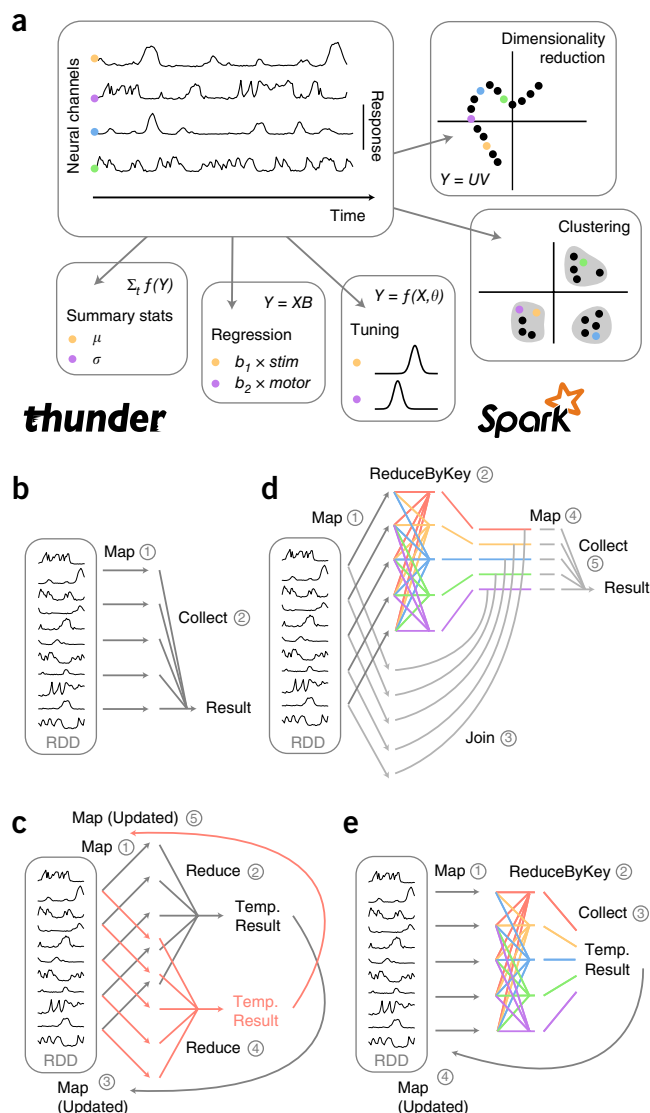 a
Neural channels
Response
Time
Dimensionality
reduction
Y = UV
Clustering
Σt f(Y)
Summary stats
μ
σ
Y = XB
Regression
b1 × stim
b2 × motor
Y = f(X,θ)
Tuning
thunder
Spark
b
Map 1
Collect 2
Result
RDD
d
ReduceByKey 2
Map 1
Map 4
Collect
5
Result
Join 3
RDD
c
Map (Updated) 5
Map 1
Reduce 2
Temp.
Result
Temp.
Result
Reduce 4
RDD
Map 3
(Updated)
e
Map 1
ReduceByKey 2
Collect 3
Temp.
Result
RDD
Map 4
(Updated)